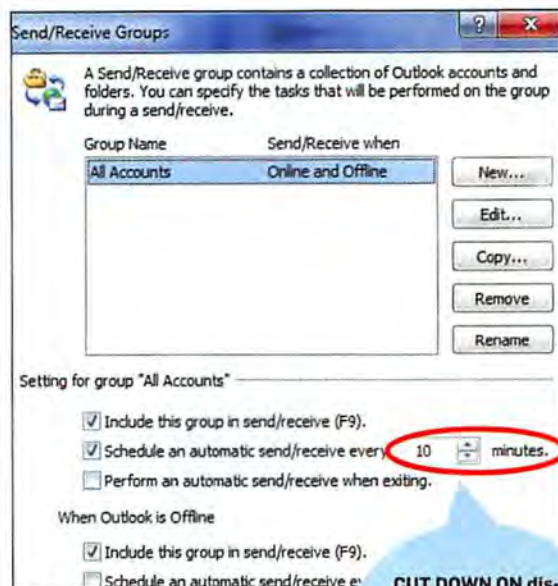 Send/Receive Groups
A Send/Receive group contains a collection of Outlook accounts and
folders. You can specify the tasks that will be performed on the group
during a send/receive.
Group Name Send/Receive when
All Accounts Online and Offline
New...
Edit...
Copy...
Remove
Rename
Setting for group "All Accounts"
Include this group in send/receive (F9).
Schedule an automatic send/receive every 10 minutes.
Perform an automatic send/receive when exiting.
When Outlook is Offline
Include this group in send/receive (F9).
Schedule an automatic send/receive
CUT DOWN ON